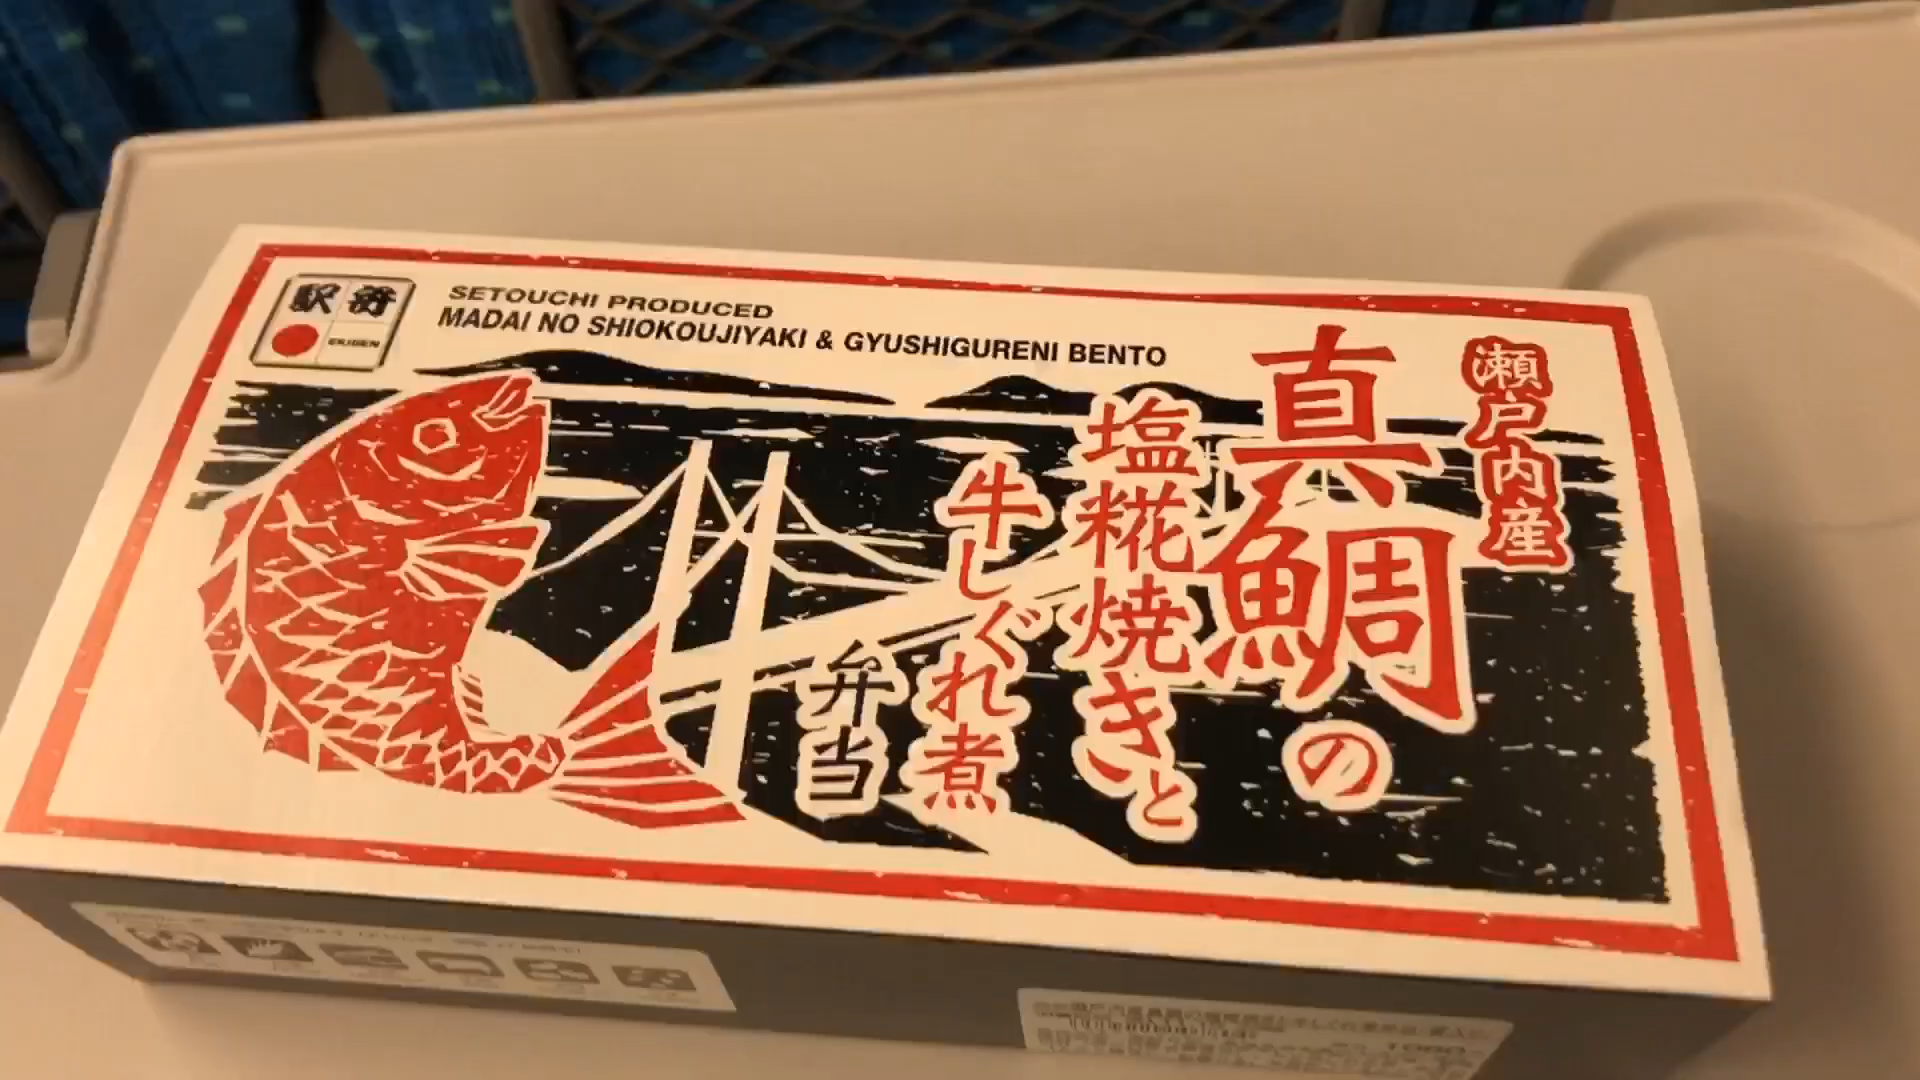 駅弁
EKIBEN
SETOUCHI PRODUCED
MADAI NO SHIOKOUJIYAKI & GYUSHIGURENI BENTO
瀬戸内産
真鯛の
塩糀焼きと
牛しぐれ煮
弁当